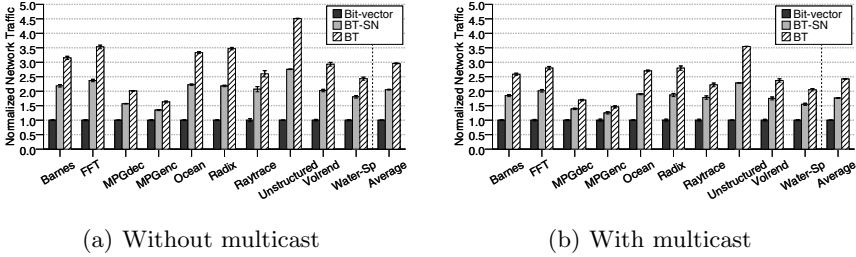 Normalized Network Traffic
5.0
4.5
4.0
3.5
3.0
2.5
2.0
1.5
1.0
0.5
0.0
Bit-vector
BT-SN
BT
Barnes
FFT
MPGdec
MPGenc
Ocean
Radix
Raytrace
Unstructured
Volrend
Water-Sp
Average
(a) Without multicast
Normalized Network Traffic
5.0
4.5
4.0
3.5
3.0
2.5
2.0
1.5
1.0
0.5
0.0
Bit-vector
BT-SN
BT
Barnes
FFT
MPGdec
MPGenc
Ocean
Radix
Raytrace
Unstructured
Volrend
Water-Sp
Average
(b) With multicast